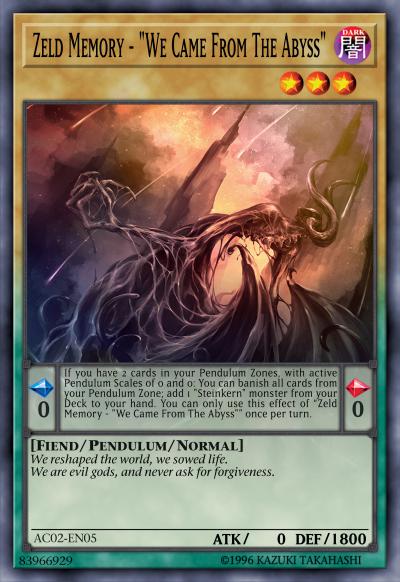 Zeld Memory - "We Came From The Abyss"
DARK
闇
If you have 2 cards in your Pendulum Zones, with active
Pendulum Scales of 0 and 0: You can banish all cards from
your Pendulum Zone; add 1 "Steinkern" monster from your
Deck to your hand. You can only use this effect of "Zeld
Memory - "We Came From The Abyss"" once per turn.
0
0
[FIEND/PENDULUM/NORMAL]
We reshaped the world, we sowed life.
We are evil gods, and never ask for forgiveness.
AC02-EN05
ATK/ 0 DEF/1800
83966929
©1996 KAZUKI TAKAHASHI